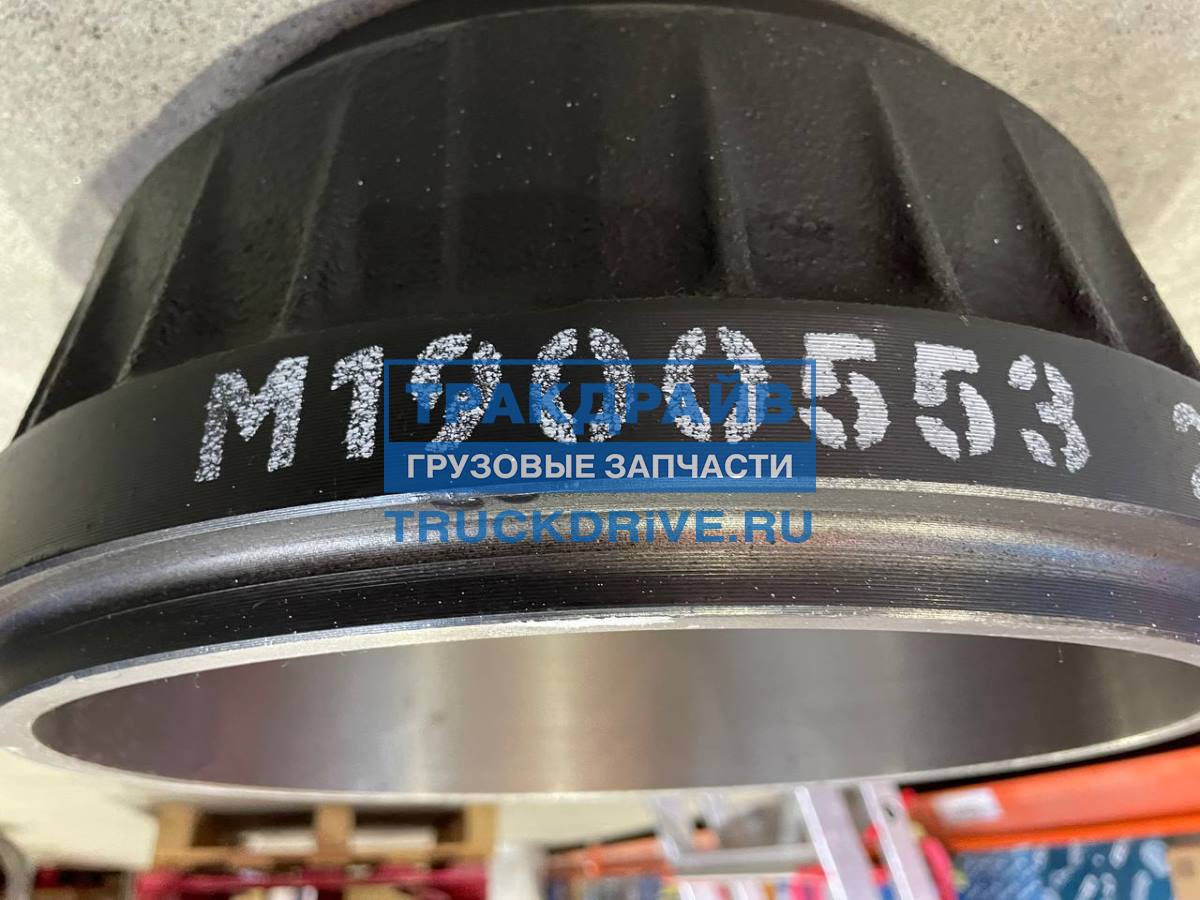 M1900553
ТРАКДРАЙВ
ГРУЗОВЫЕ ЗАПЧАСТИ
TRUCKDRiVE.RU